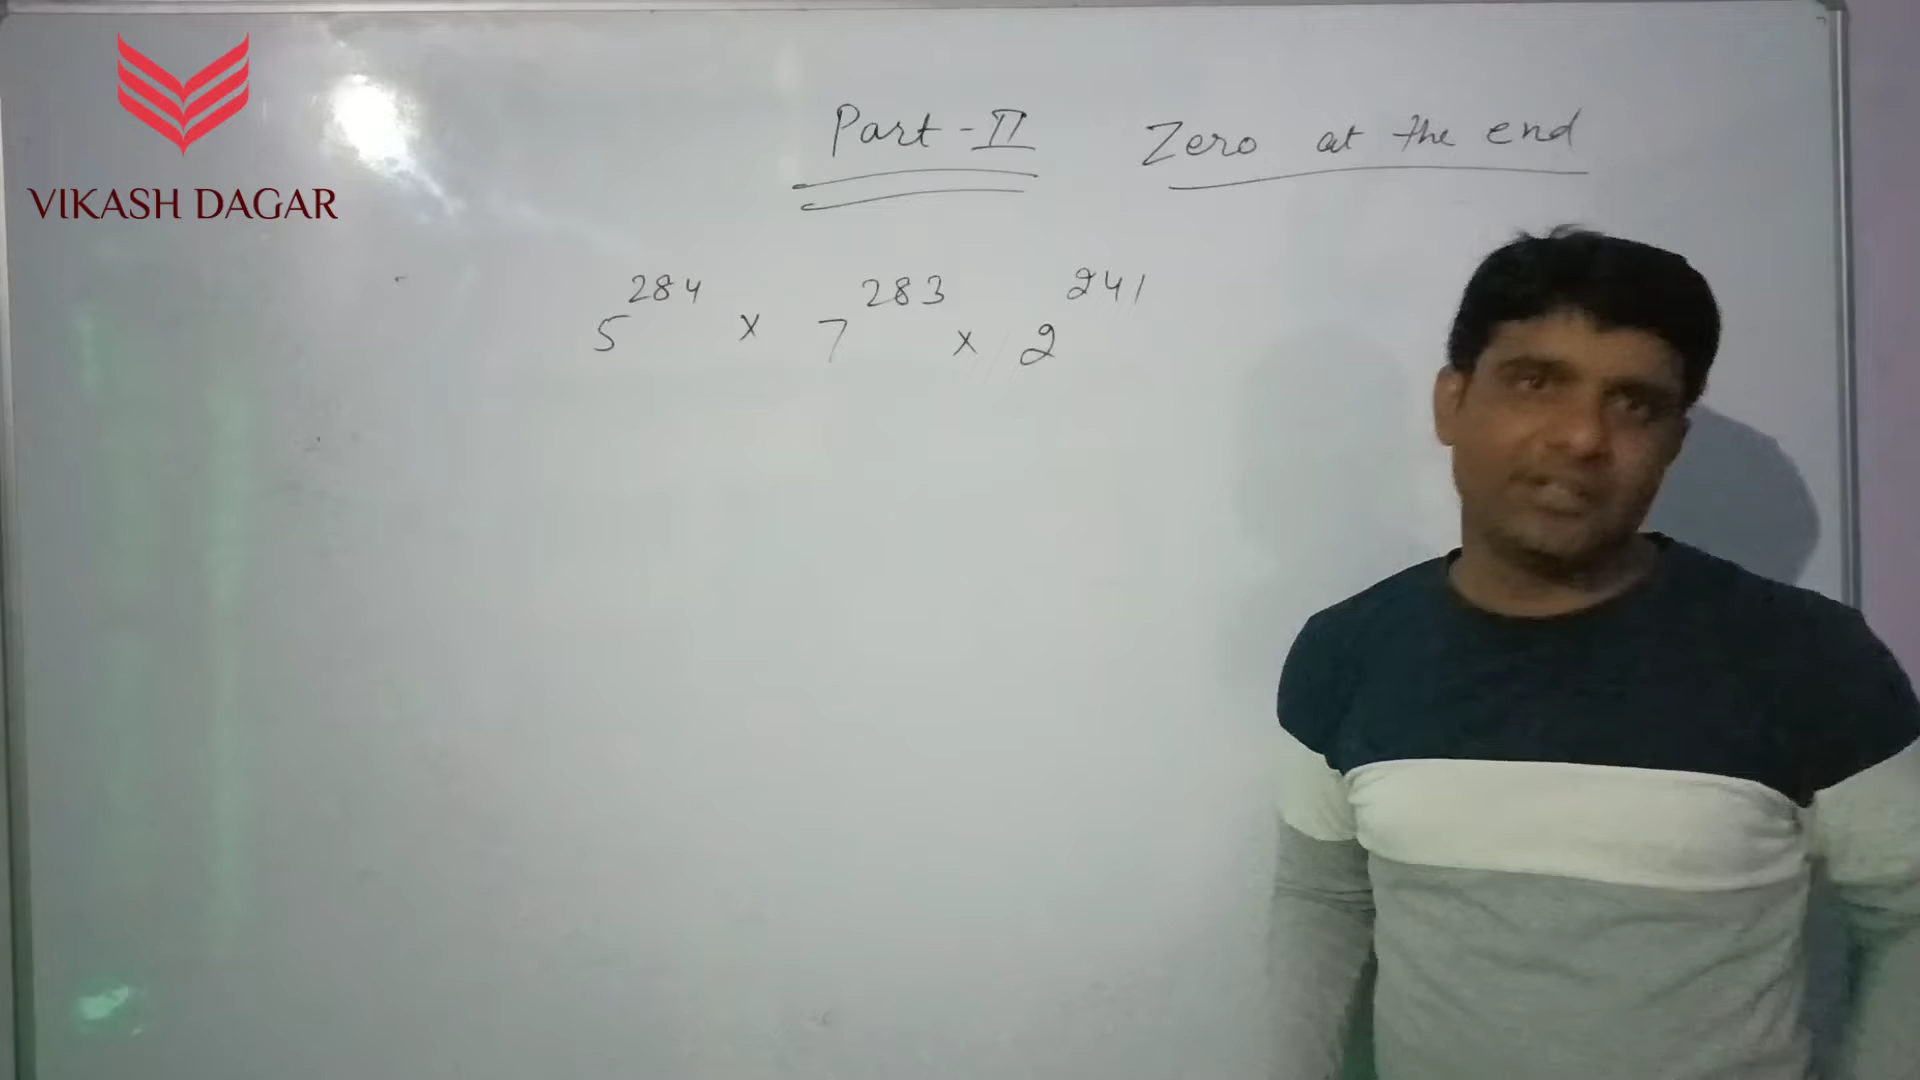 VIKASH DAGAR
Part-II Zero at the end
5^284 x 7^283 x 2^241